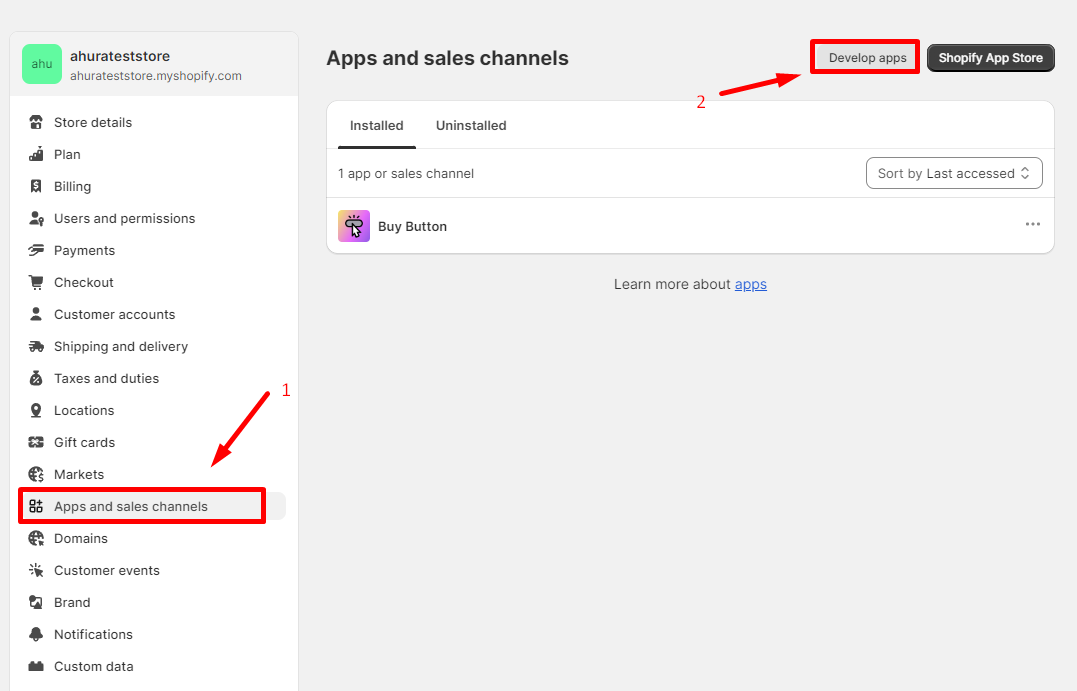 ahu
ahurateststore
ahurateststore.myshopify.com
Store details
Plan
Billing
Users and permissions
Payments
Checkout
Customer accounts
Shipping and delivery
Taxes and duties
Locations
Gift cards
Markets
Apps and sales channels
Domains
Customer events
Brand
Notifications
Custom data
1
Apps and sales channels
Develop apps
Shopify App Store
2
Installed
Uninstalled
1 app or sales channel
Sort by Last accessed
Buy Button
Learn more about apps